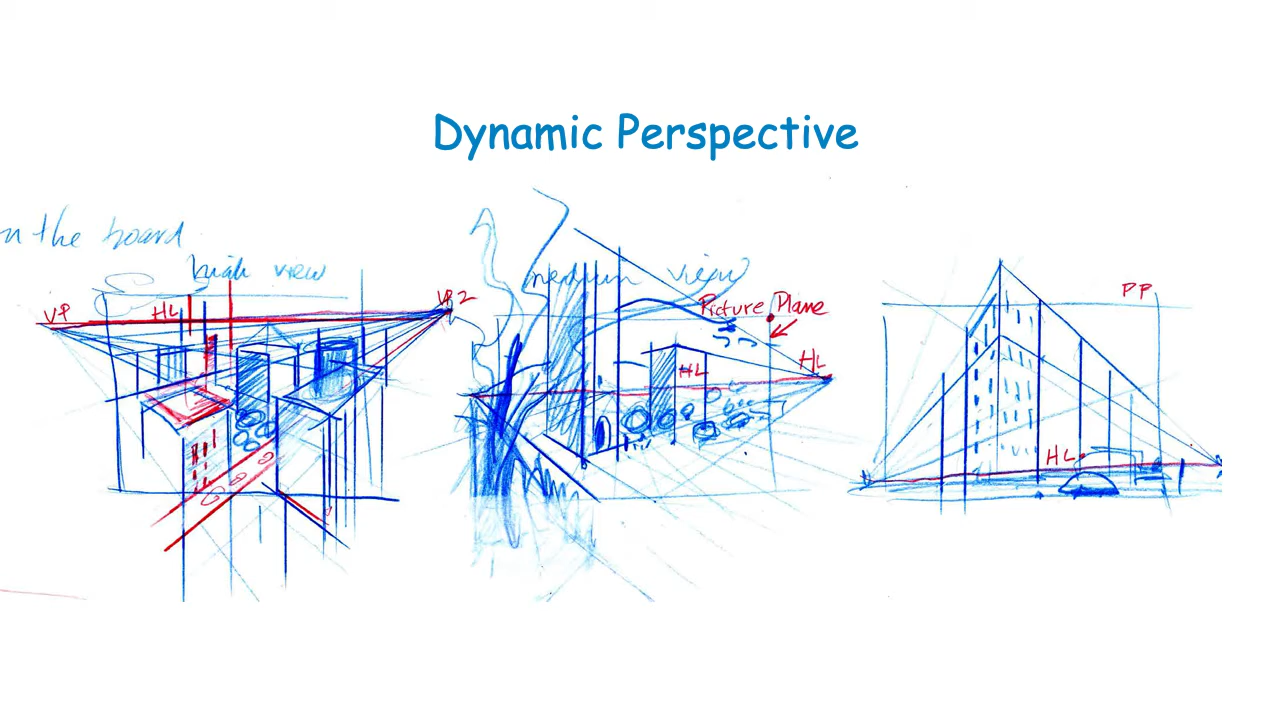 Dynamic Perspective
n the board
high view
VP HL VP2
medium view
Picture Plane
HL
HL
PP
HL